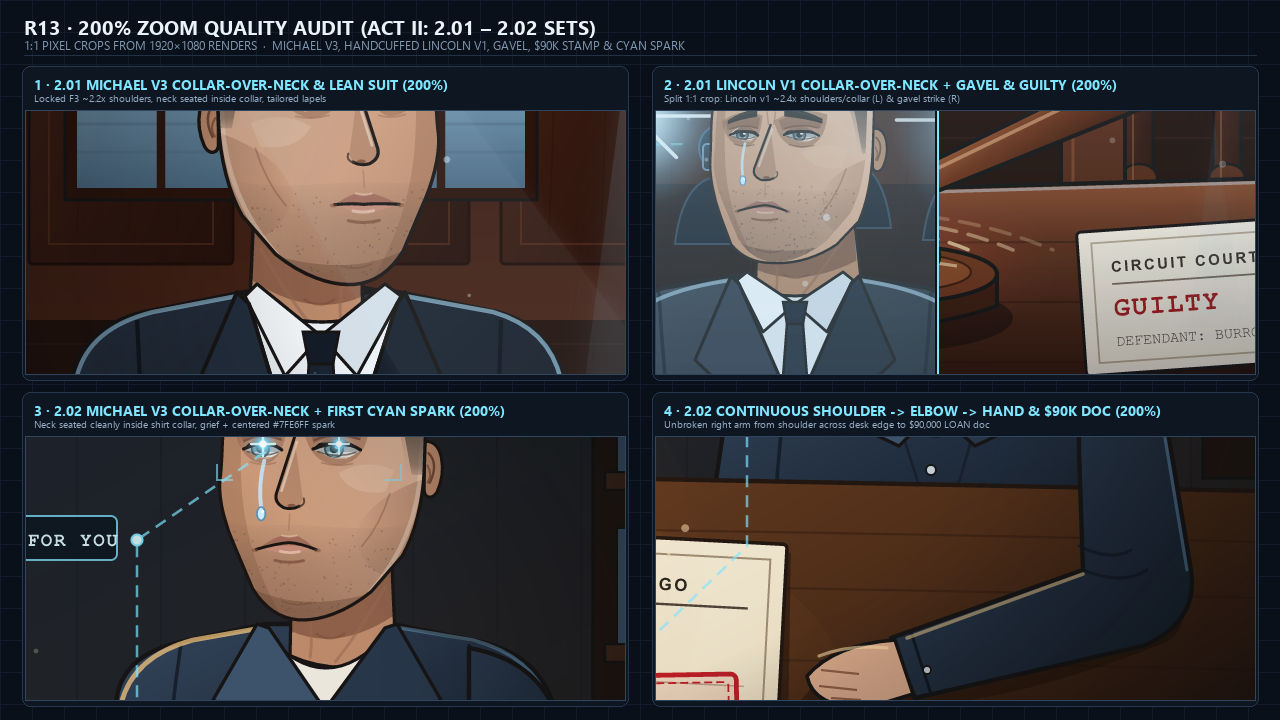 R13 · 200% ZOOM QUALITY AUDIT (ACT II: 2.01 – 2.02 SETS)
1:1 PIXEL CROPS FROM 1920×1080 RENDERS · MICHAEL V3, HANDCUFFED LINCOLN V1, GAVEL, $90K STAMP & CYAN SPARK
1 · 2.01 MICHAEL V3 COLLAR-OVER-NECK & LEAN SUIT (200%)
Locked F3 ~2.2x shoulders, neck seated inside collar, tailored lapels
2 · 2.01 LINCOLN V1 COLLAR-OVER-NECK + GAVEL & GUILTY (200%)
Split 1:1 crop: Lincoln v1 ~2.4x shoulders/collar (L) & gavel strike (R)
CIRCUIT COURT
GUILTY
DEFENDANT: BURRO
3 · 2.02 MICHAEL V3 COLLAR-OVER-NECK + FIRST CYAN SPARK (200%)
Neck seated cleanly inside shirt collar, grief + centered #7FE6FF spark
FOR YOU
4 · 2.02 CONTINUOUS SHOULDER -> ELBOW -> HAND & $90K DOC (200%)
Unbroken right arm from shoulder across desk edge to $90,000 LOAN doc
GO